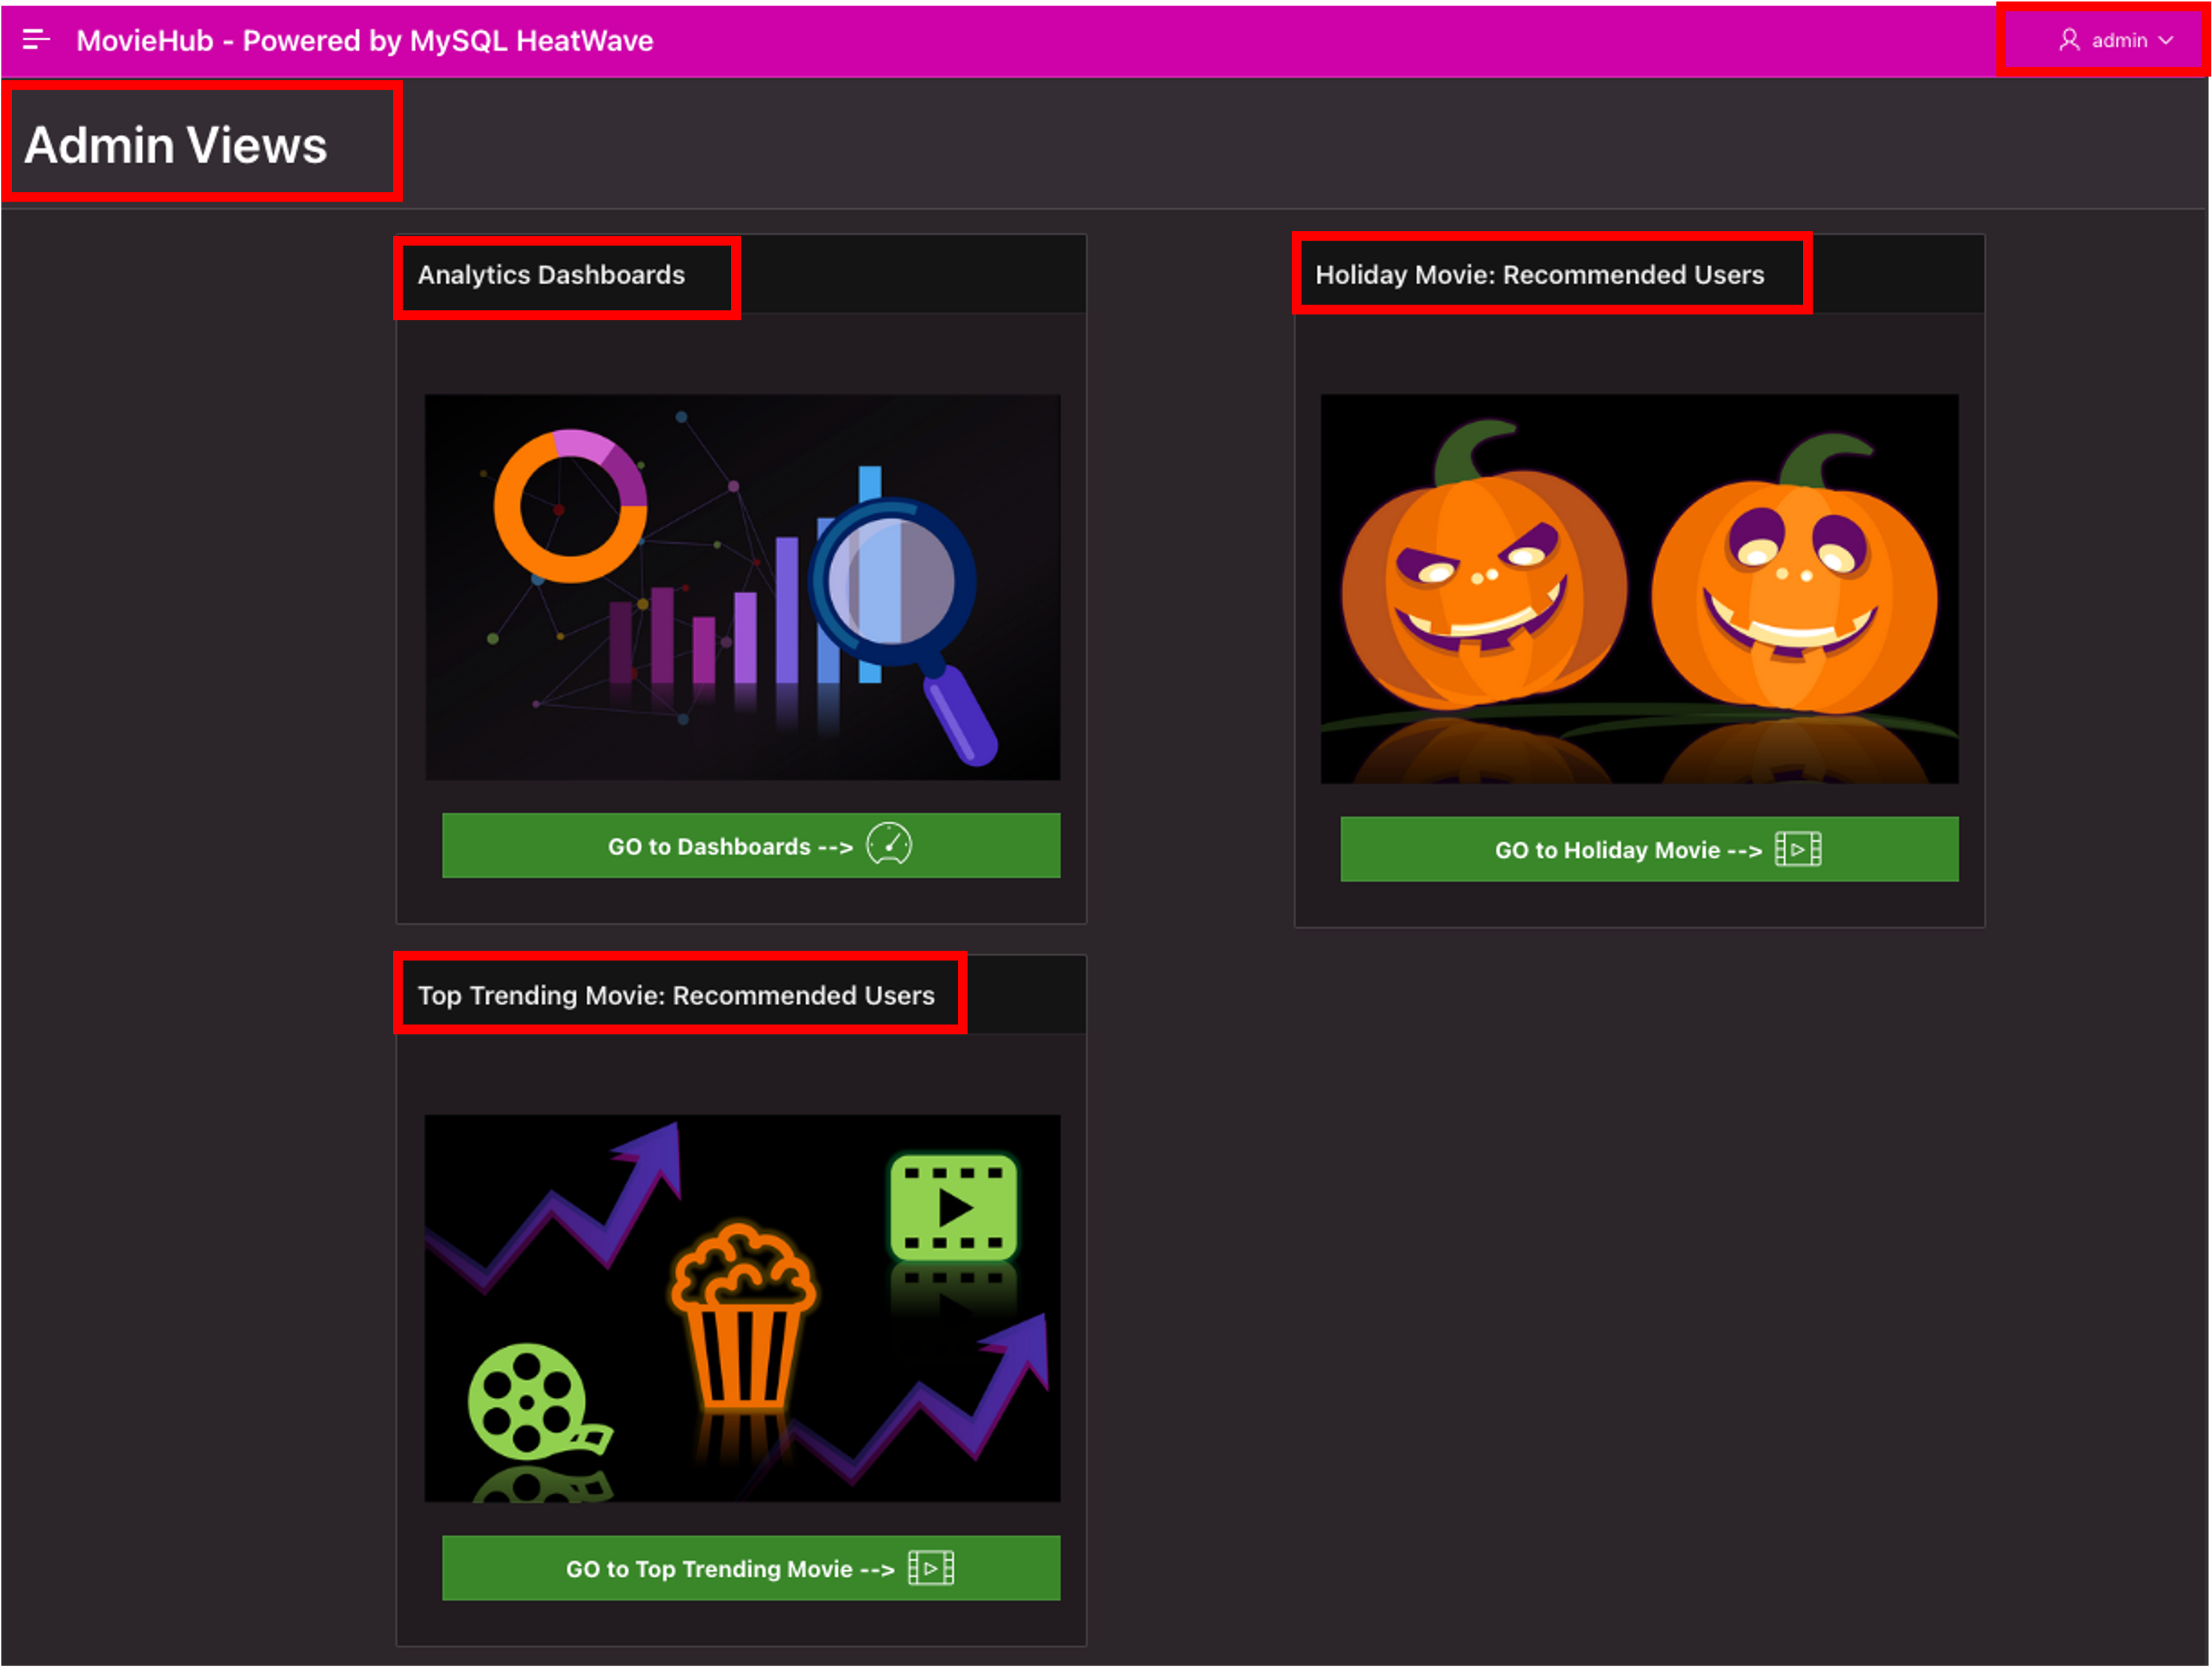 MovieHub - Powered by MySQL HeatWave
admin
Admin Views
Analytics Dashboards
Holiday Movie: Recommended Users
GO to Dashboards -->
GO to Holiday Movie -->
Top Trending Movie: Recommended Users
GO to Top Trending Movie -->